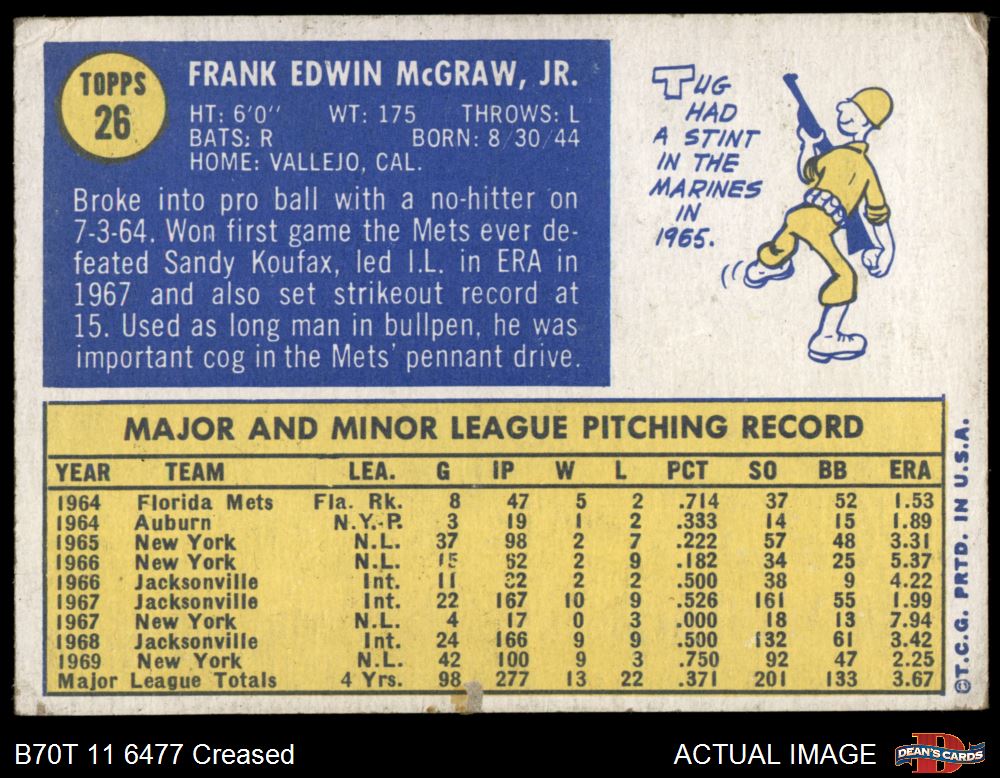 TOPPS
26
FRANK EDWIN McGRAW, JR.
HT: 6'0" WT: 175 THROWS: L
BATS: R BORN: 8/30/44
HOME: VALLEJO, CAL.
Broke into pro ball with a no-hitter on
7-3-64. Won first game the Mets ever de-
feated Sandy Koufax, led I.L. in ERA in
1967 and also set strikeout record at
15. Used as long man in bullpen, he was
important cog in the Mets' pennant drive.
TUG
HAD
A STINT
IN THE
MARINES
IN
1965.
MAJOR AND MINOR LEAGUE PITCHING RECORD
YEAR TEAM LEA. G IP W L PCT SO BB ERA
1964 Florida Mets Fla. Rk. 8 47 5 2 .714 37 52 1.53
1964 Auburn N.Y.-P. 3 19 1 2 .333 14 15 1.89
1965 New York N.L. 37 98 2 7 .222 57 48 3.31
1966 New York N.L. 15 62 2 9 .182 34 25 5.37
1966 Jacksonville Int. 11 32 2 2 .500 38 9 4.22
1967 Jacksonville Int. 22 167 10 9 .526 161 55 1.99
1967 New York N.L. 4 17 0 3 .000 18 13 7.94
1968 Jacksonville Int. 24 166 9 9 .500 132 61 3.42
1969 New York N.L. 42 100 9 3 .750 92 47 2.25
Major League Totals 4 Yrs. 98 277 13 22 .371 201 133 3.67
©T.C.G. PRTD. IN U.S.A.
B70T 11 6477 Creased
ACTUAL IMAGE
DEAN'S CARDS